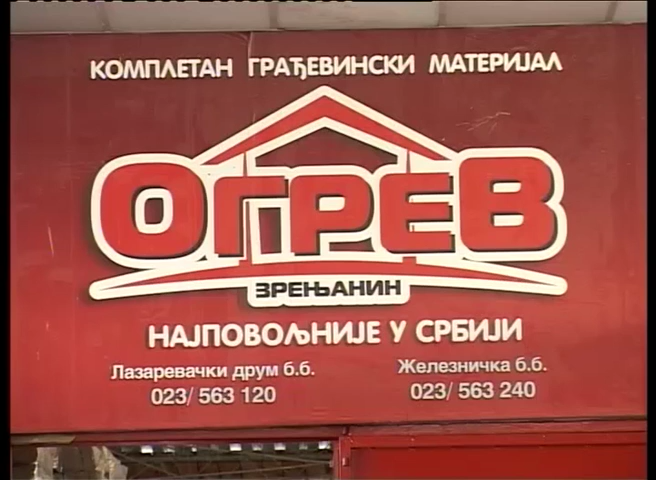 КОМПЛЕТАН ГРАЂЕВИНСКИ МАТЕРИЈАЛ
ОГРЕВ
ЗРЕЊАНИН
НАЈПОВОЉНИЈЕ У СРБИЈИ
Лазаревачки друм б.б.
023/ 563 120
Железничка б.б.
023/ 563 240